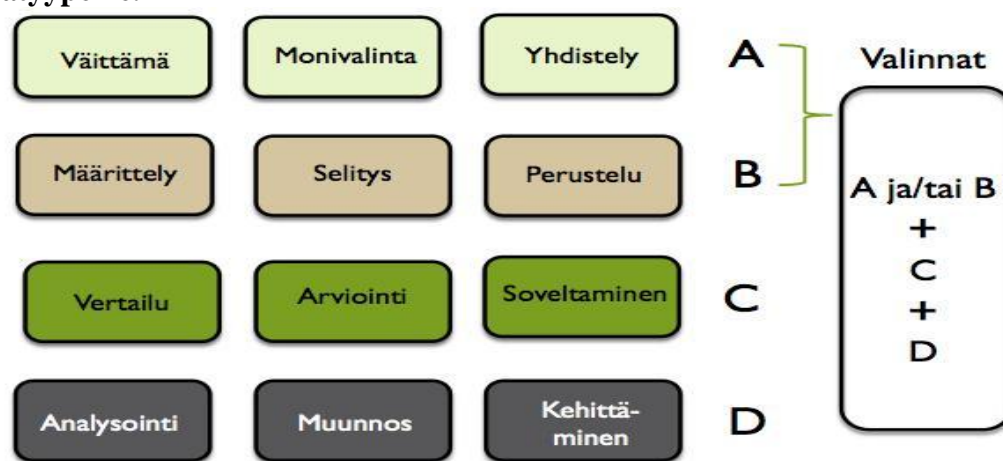 Väittämä Monivalinta Yhdistely A Valinnat
Määrittely Selitys Perustelu B
A ja/tai B
+
C
+
D
Vertailu Arviointi Soveltaminen C
Analysointi Muunnos Kehittä-
minen D